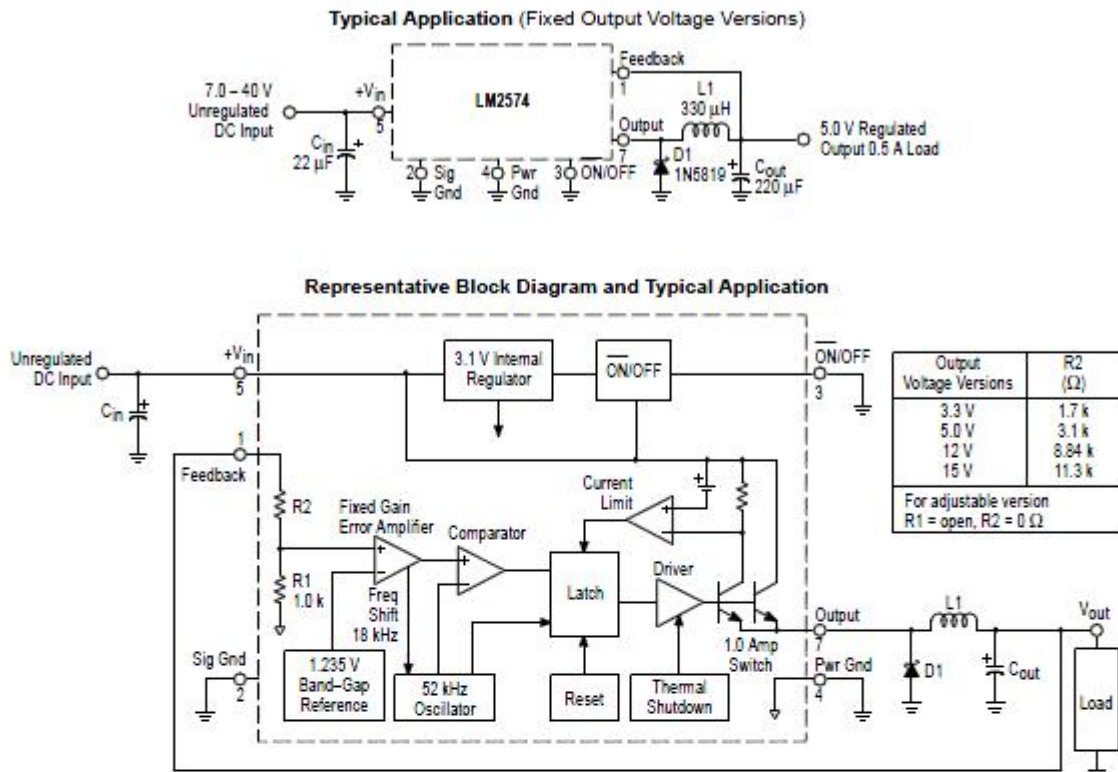 Typical Application (Fixed Output Voltage Versions)
Feedback
1
7.0 – 40 V
Unregulated
DC Input
+Vin
5
LM2574
L1
330 µH
Output
7
5.0 V Regulated
Output 0.5 A Load
Cin
22 µF
+
D1
1N5819
+
Cout
220 µF
2
Sig
Gnd
4
Pwr
Gnd
3
ON/OFF
Representative Block Diagram and Typical Application
Unregulated
DC Input
+Vin
5
3.1 V Internal
Regulator
ON/OFF
ON/OFF
3
Output
Voltage Versions
R2
(Ω)
3.3 V
1.7 k
5.0 V
3.1 k
12 V
8.84 k
15 V
11.3 k
For adjustable version
R1 = open, R2 = 0 Ω
Cin
+
1
Feedback
R2
Fixed Gain
Error Amplifier
Comparator
Current
Limit
+
+
–
+
–
+
–
R1
1.0 k
Freq
Shift
18 kHz
Latch
Driver
1.0 Amp
Switch
Output
7
L1
Vout
Sig Gnd
2
1.235 V
Band–Gap
Reference
52 kHz
Oscillator
Reset
Thermal
Shutdown
Pwr Gnd
4
D1
+
Cout
Load